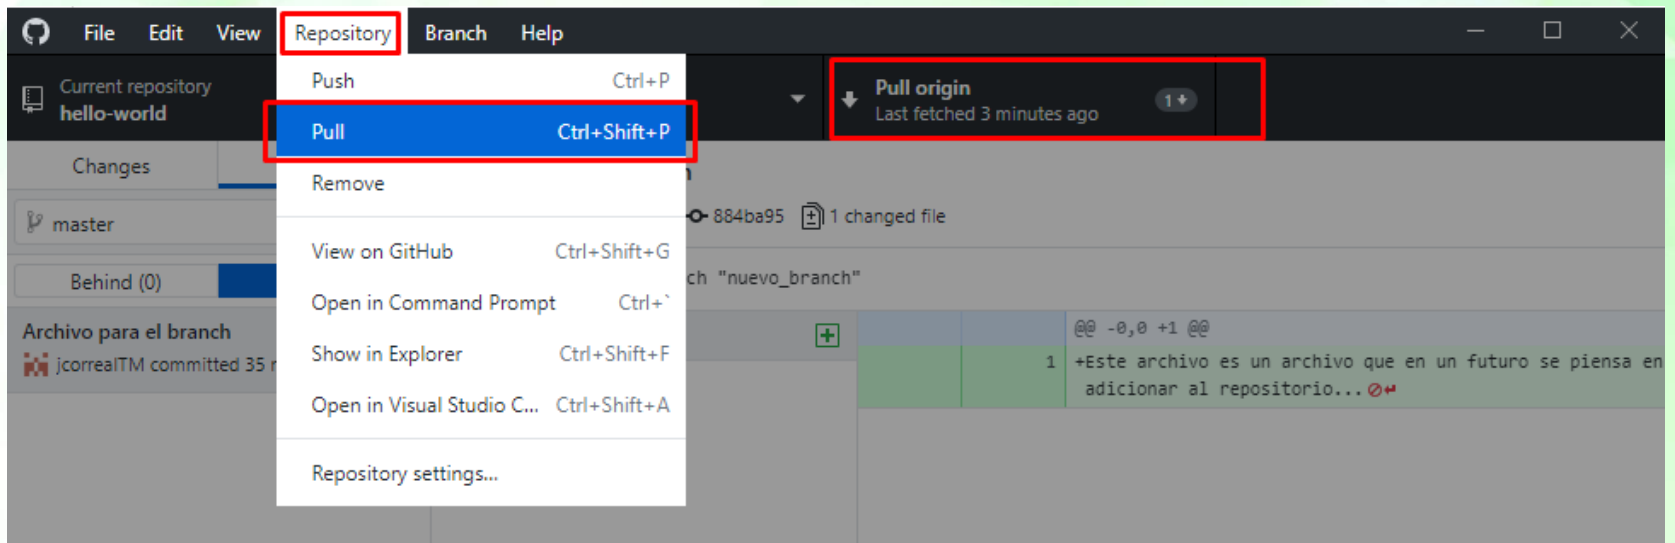 File Edit View Repository Branch Help
Current repository
hello-world
Pull origin
Last fetched 3 minutes ago
1
Push Ctrl+P
Pull Ctrl+Shift+P
Remove
View on GitHub Ctrl+Shift+G
Open in Command Prompt Ctrl+`
Show in Explorer Ctrl+Shift+F
Open in Visual Studio C... Ctrl+Shift+A
Repository settings...
Changes
master
Behind (0)
Archivo para el branch
jcorrealTM committed 35
884ba95 1 changed file
"nuevo_branch"
@@ -0,0 +1 @@
1 +Este archivo es un archivo que en un futuro se piensa en
adicionar al repositorio...